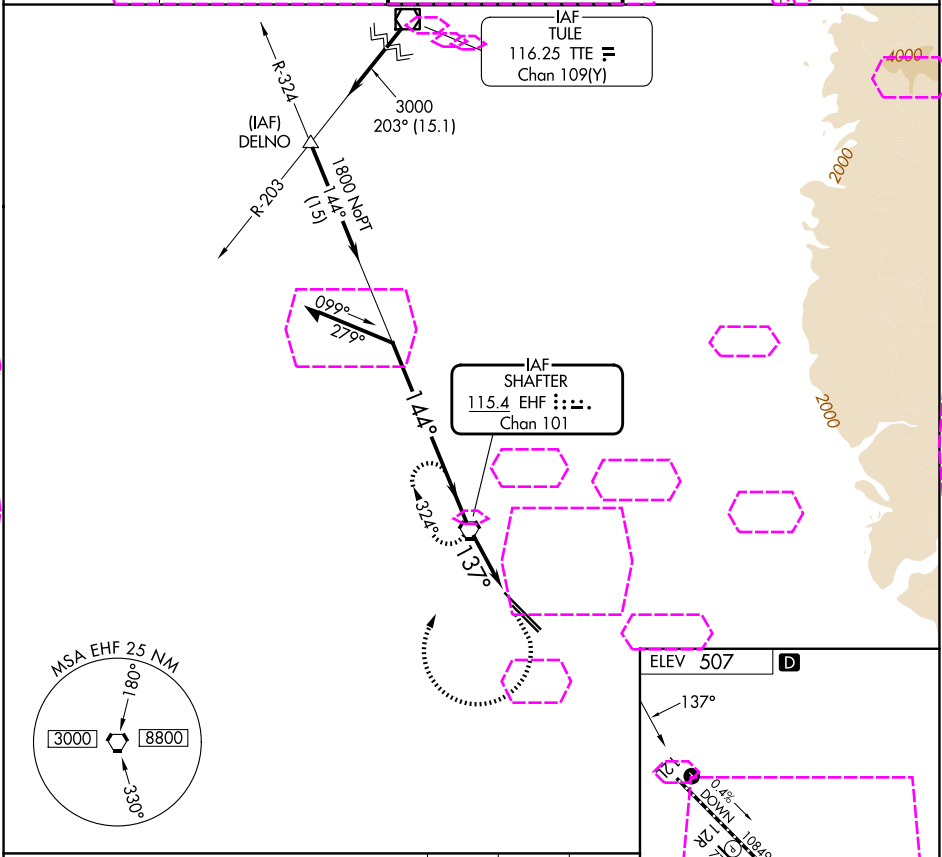 IAF
TULE
116.25 TTE
Chan 109(Y)
4000
R-324
3000
203° (15.1)
(IAF)
DELNO
2000
1800 NoPT
144°
(15)
R-203
099°
279°
IAF
SHAFTER
115.4 EHF
Chan 101
144°
2000
324°
137°
MSA EHF 25 NM
180°
3000
8800
330°
ELEV 507
D
137°
12L
0.4%
DOWN
12R